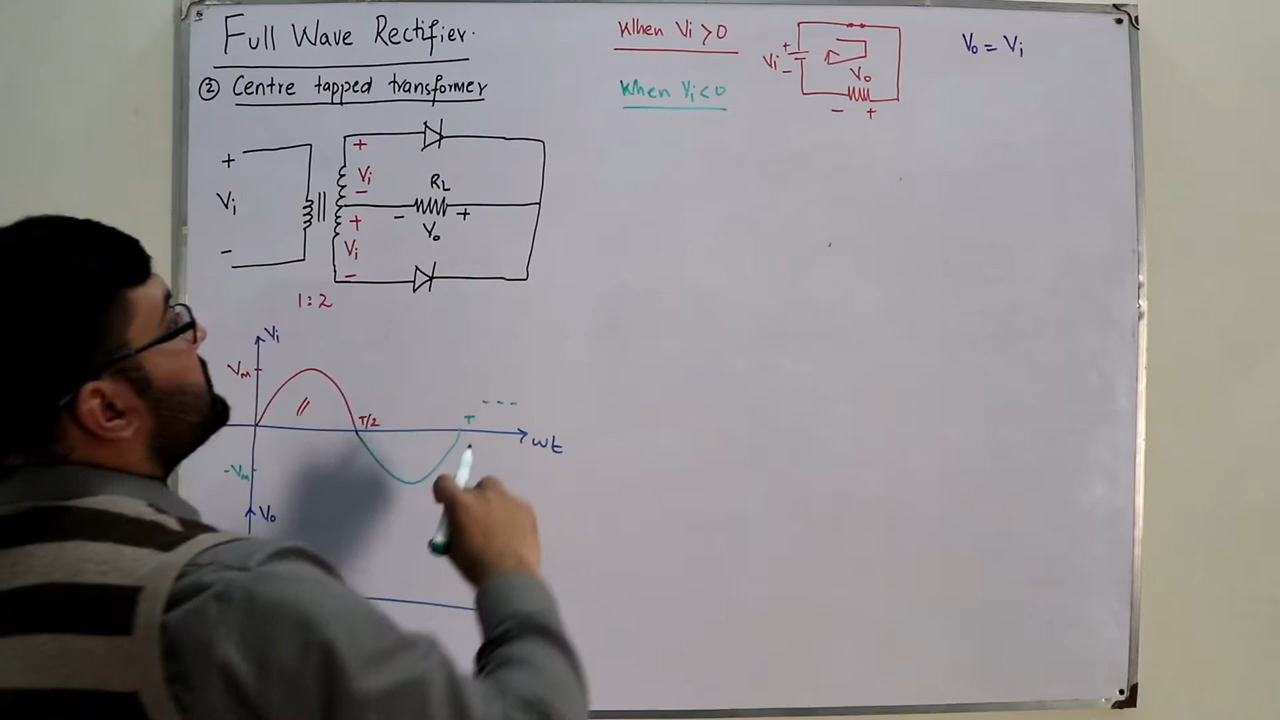 Full Wave Rectifier.
② Centre tapped transformer
+
Vi
-
+
Vi
-
+
Vi
-
RL
- +
Vo
1:2
Vi
Vm
T/2
T
ωt
-Vm
Vo
When Vi > 0
Vi
+
-
Vo
- +
Vo = Vi
When Vi < 0